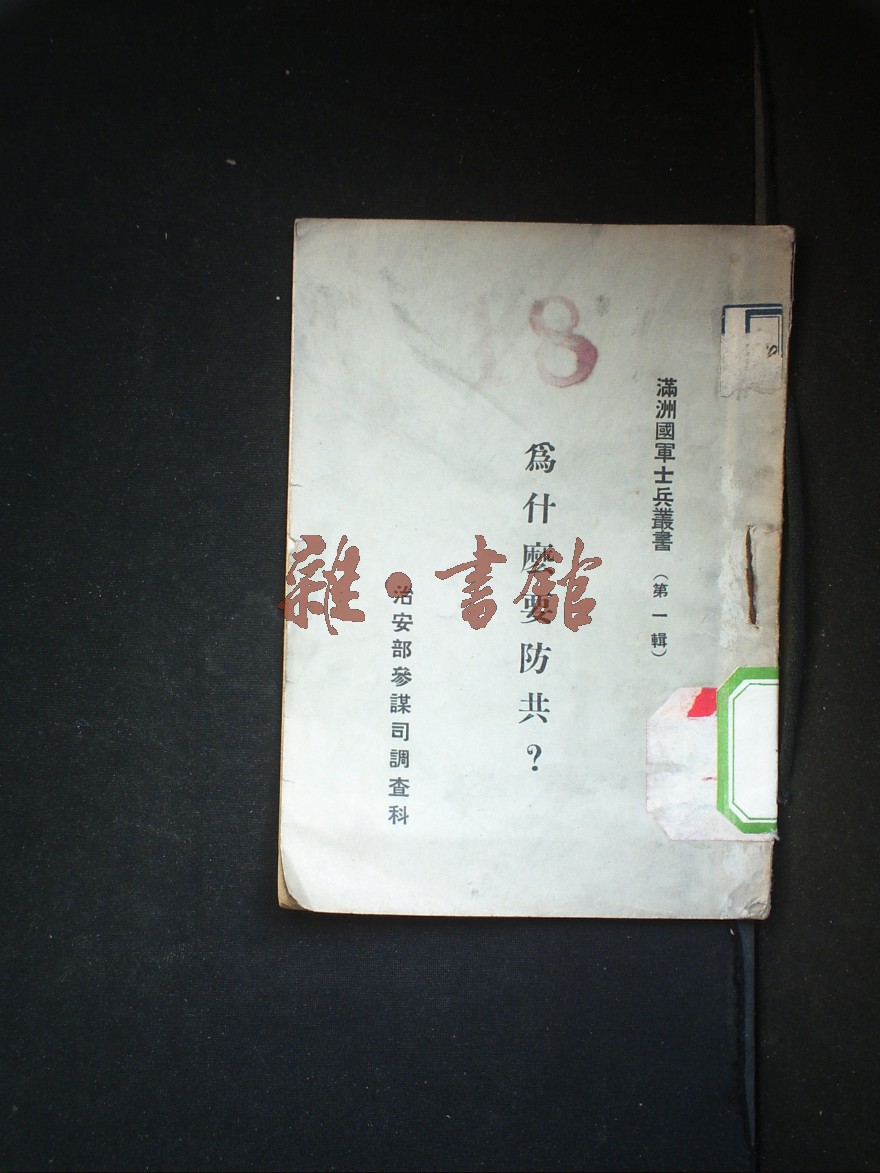 滿洲國軍士兵叢書（第一輯）
爲什麼要防共？
治安部參謀司調查科
18
雜·書館